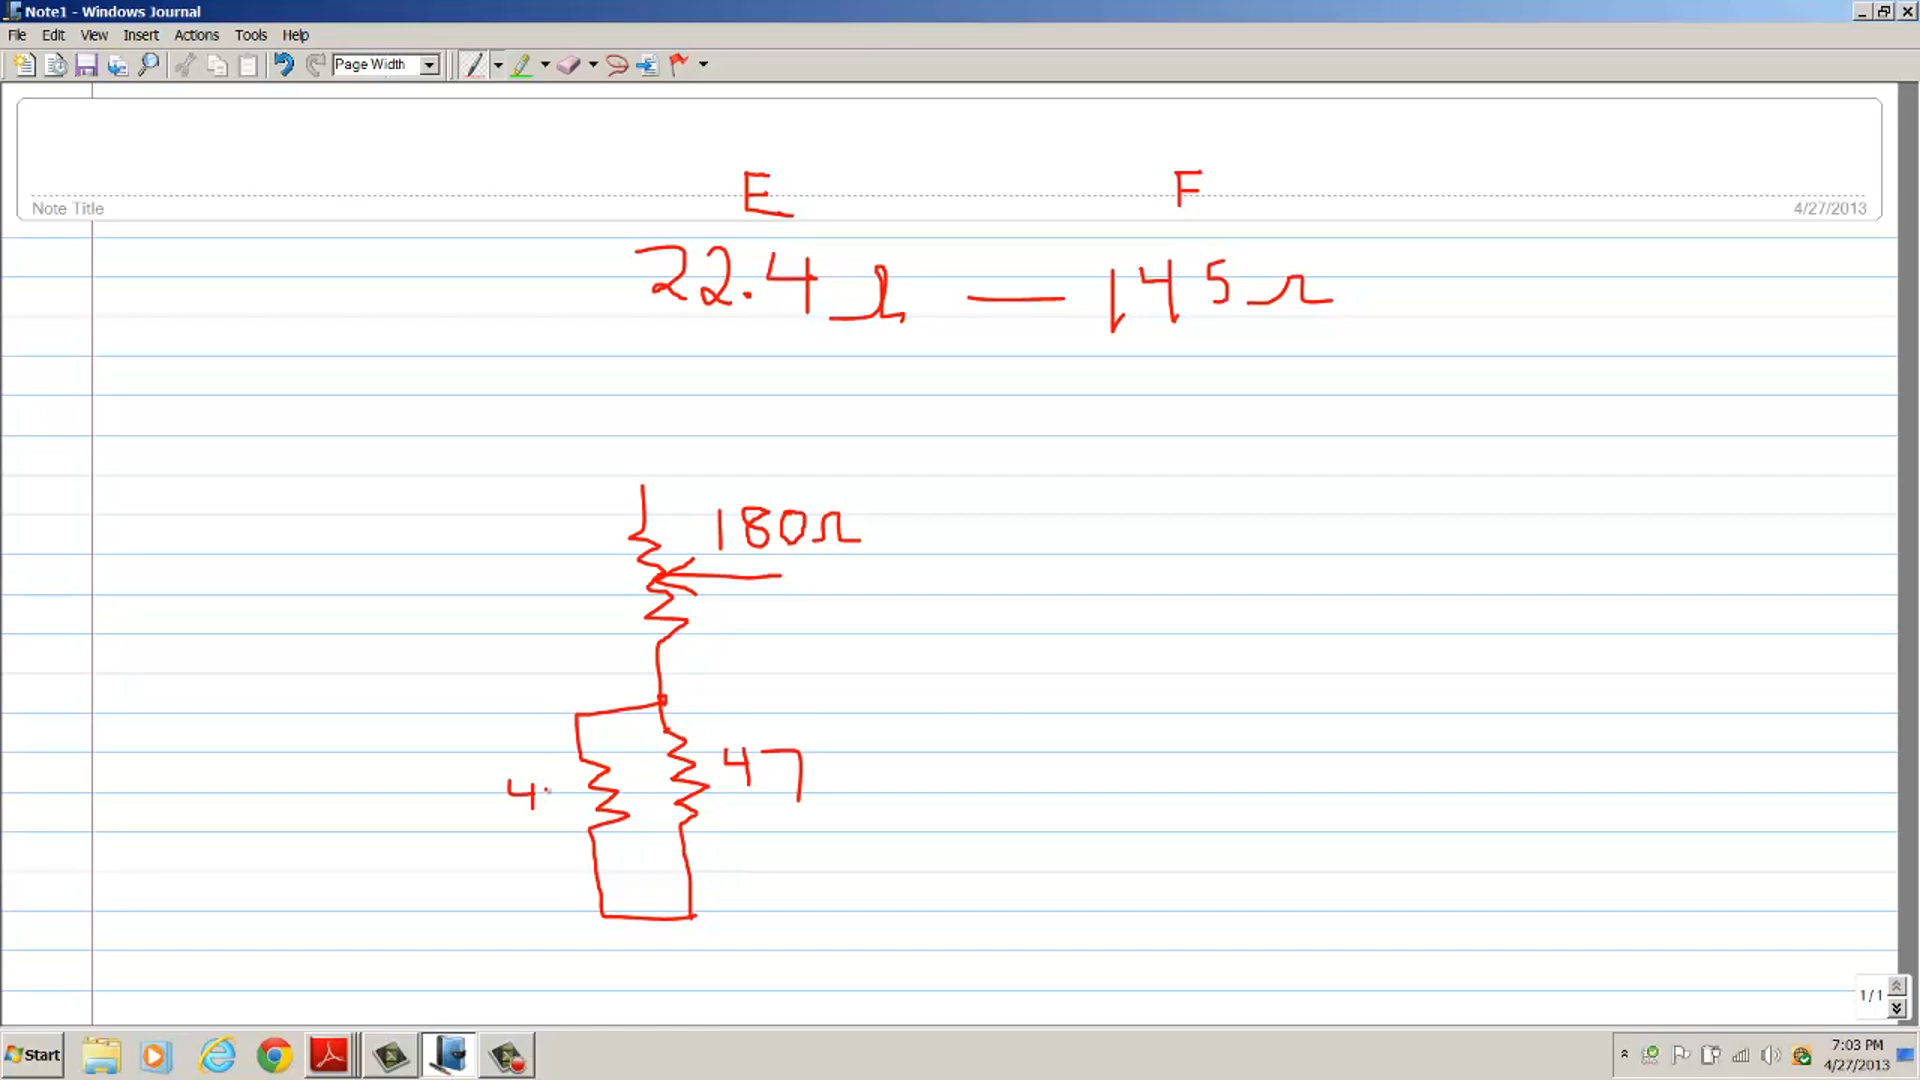 Note1 - Windows Journal
File Edit View Insert Actions Tools Help
Page Width
E F
Note Title 4/27/2013
22.4Ω — 145Ω
180Ω
47
4
1/1
Start
7:03 PM
4/27/2013